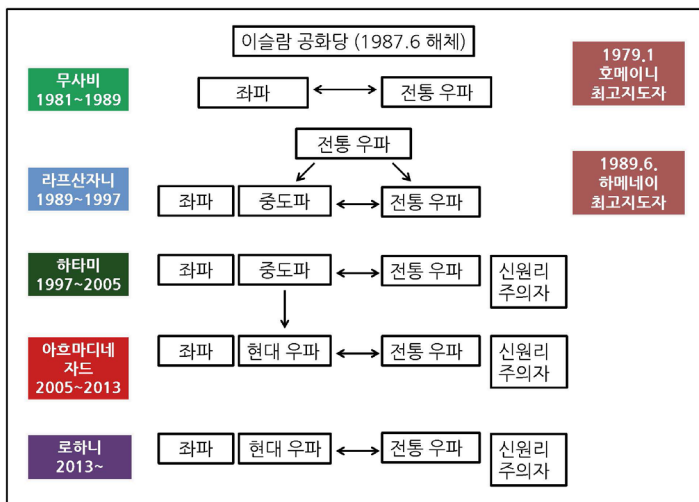 이슬람 공화당 (1987.6 해체)
1979.1
호메이니
최고지도자
무사비
1981~1989
좌파
전통 우파
전통 우파
1989.6.
하메네이
최고지도자
라프산자니
1989~1997
좌파
중도파
전통 우파
하타미
1997~2005
좌파
중도파
전통 우파
신원리
주의자
아흐마디네
자드
2005~2013
좌파
현대 우파
전통 우파
신원리
주의자
로하니
2013~
좌파
현대 우파
전통 우파
신원리
주의자